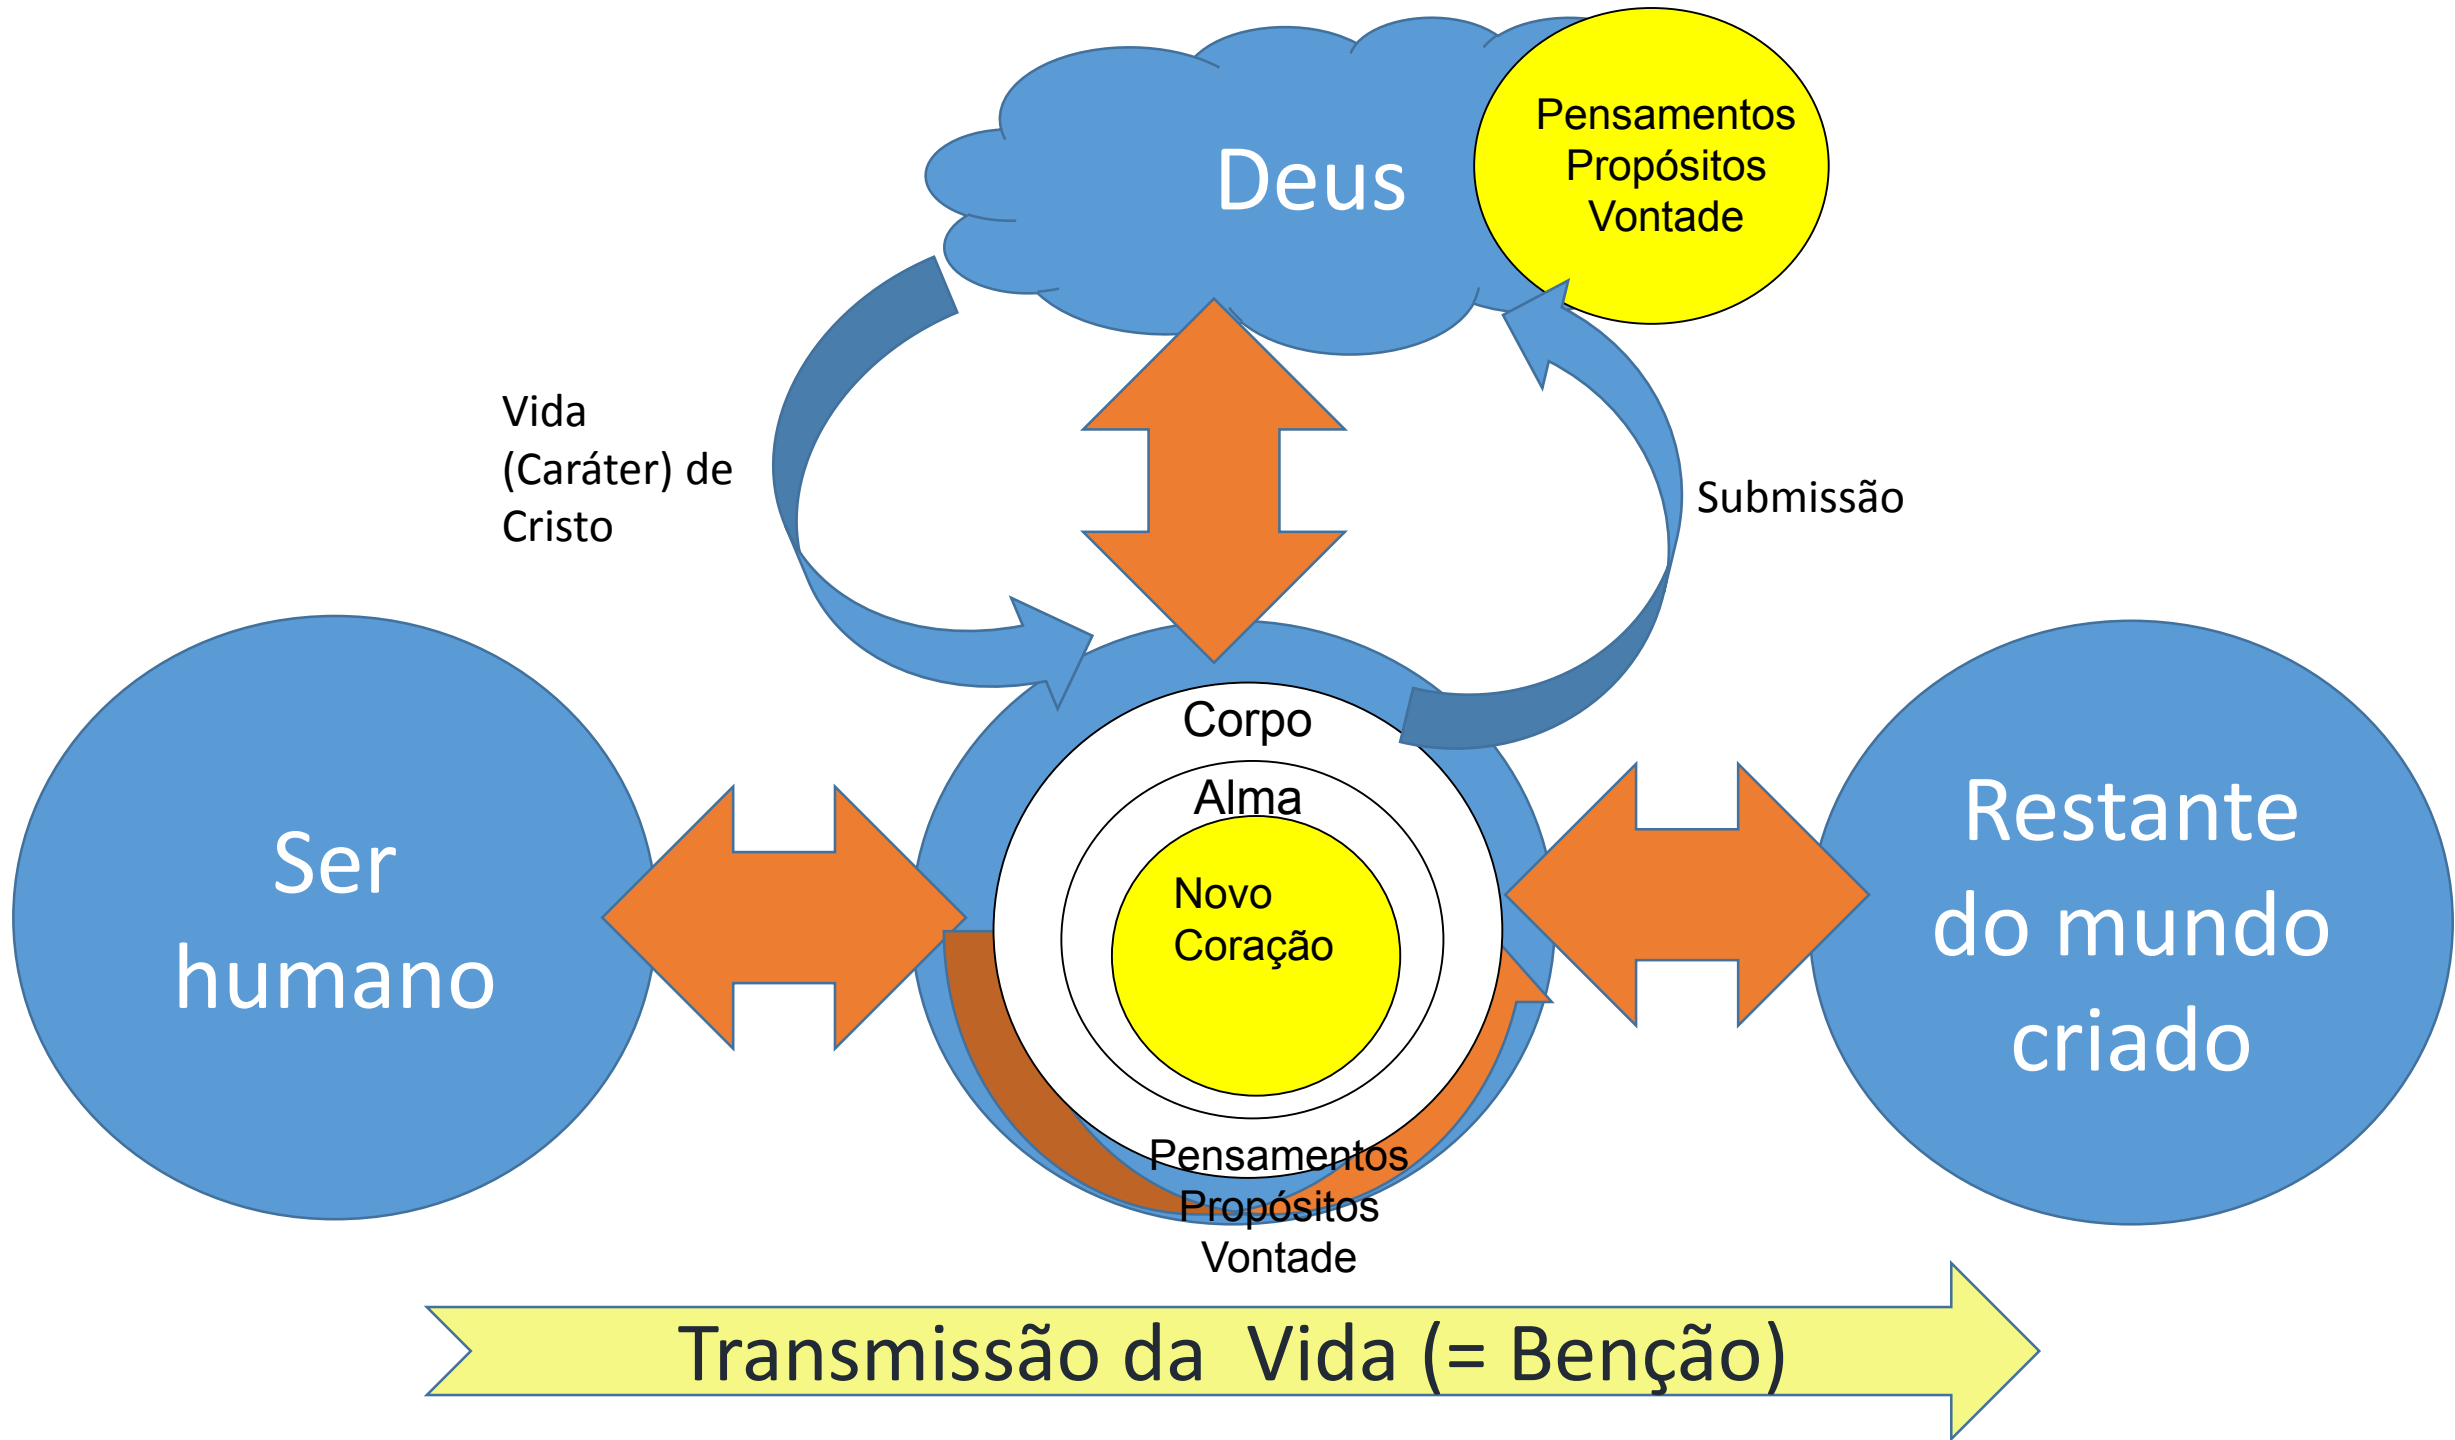 Deus
Pensamentos
Propósitos
Vontade
Vida
(Caráter) de
Cristo
Submissão
Ser
humano
Corpo
Alma
Novo
Coração
Pensamentos
Propósitos
Vontade
Restante
do mundo
criado
Transmissão da  Vida (= Benção)